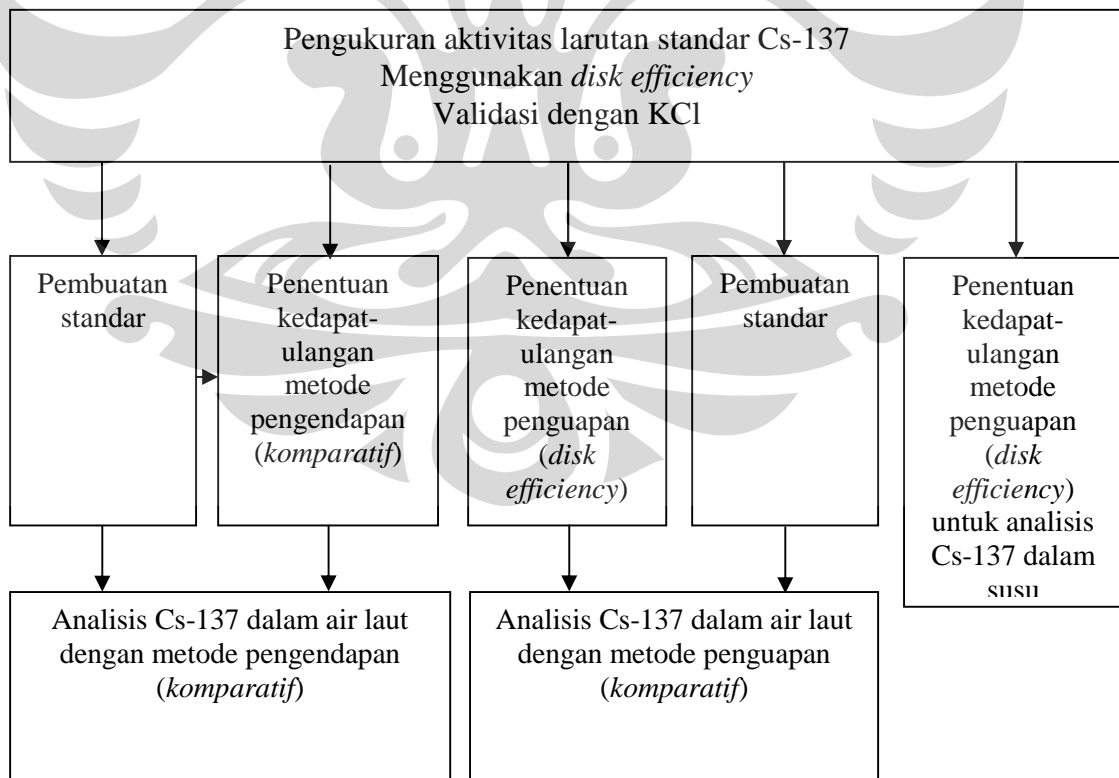 Pengukuran aktivitas larutan standar Cs-137
Menggunakan disk efficiency
Validasi dengan KCl
Pembuatan
standar
Penentuan
kedapat-
ulangan
metode
pengendapan
(komparatif)
Penentuan
kedapat-
ulangan
metode
penguapan
(disk
efficiency)
Pembuatan
standar
Penentuan
kedapat-
ulangan
metode
penguapan
(disk
efficiency)
untuk analisis
Cs-137 dalam
susu
Analisis Cs-137 dalam air laut
dengan metode pengendapan
(komparatif)
Analisis Cs-137 dalam air laut
dengan metode penguapan
(komparatif)